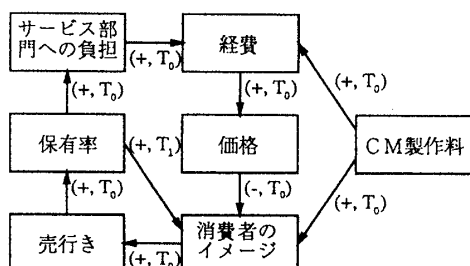 サービス部
門への負担
(+, T₀)
経費
(+, T₀)
(+, T₀)
(+, T₀)
保有率
(+, T₁)
価格
CM製作料
(+, T₀)
(-, T₀)
(+, T₀)
売行き
(+, T₀)
消費者の
イメージ